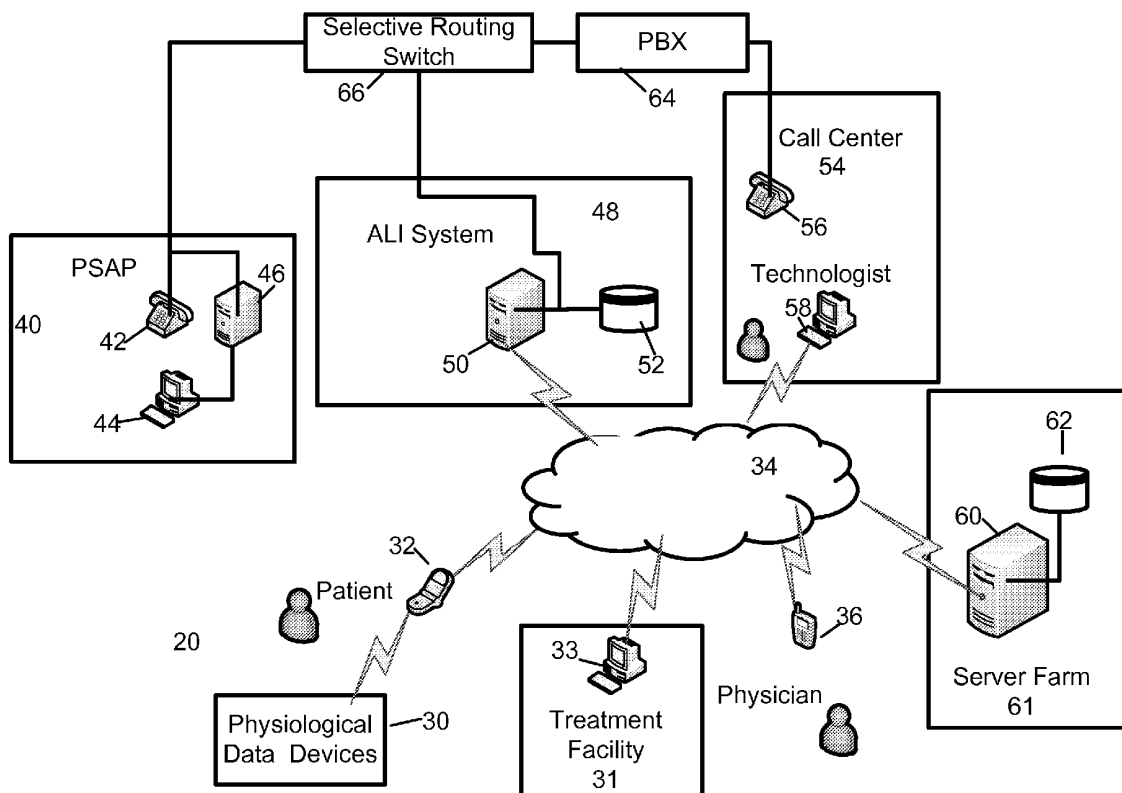 Selective Routing
Switch
66
PBX
64
Call Center
54
56
Technologist
58
48
ALI System
50
52
PSAP
46
40
42
44
34
62
60
Server Farm
61
32
Patient
20
36
Physician
33
Treatment
Facility
31
Physiological
Data Devices
30